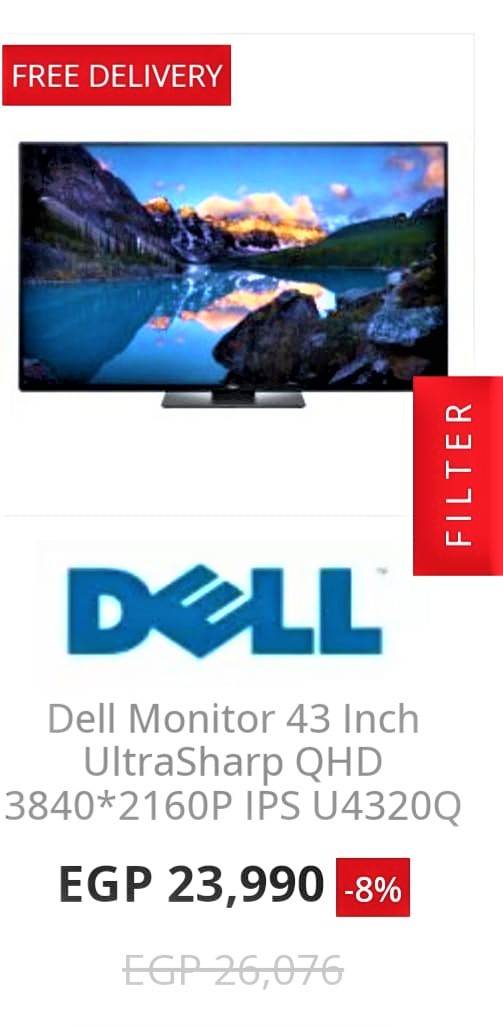 FREE DELIVERY
FILTER
DELL
Dell Monitor 43 Inch
UltraSharp QHD
3840*2160P IPS U4320Q
EGP 23,990 -8%
EGP 26,076